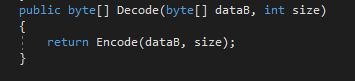 public byte[] Decode(byte[] dataB, int size)
{
return Encode(dataB, size);
}